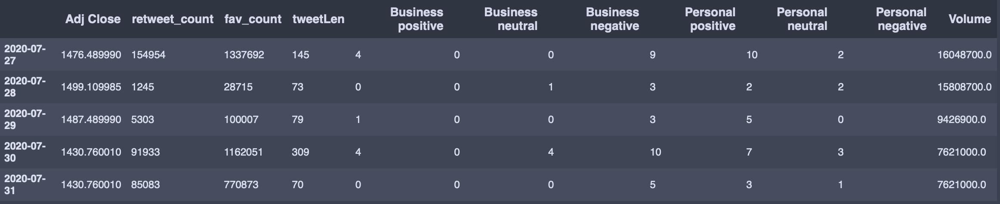 Adj Close retweet_count fav_count tweetLen Business positive Business neutral Business negative Personal positive Personal neutral Personal negative Volume
2020-07-27 1476.489990 154954 1337692 145 4 0 0 9 10 2 16048700.0
2020-07-28 1499.109985 1245 28715 73 0 0 1 3 2 2 15808700.0
2020-07-29 1487.489990 5303 100007 79 1 0 0 3 5 0 9426900.0
2020-07-30 1430.760010 91933 1162051 309 4 0 4 10 7 3 7621000.0
2020-07-31 1430.760010 85083 770873 70 0 0 0 5 3 1 7621000.0